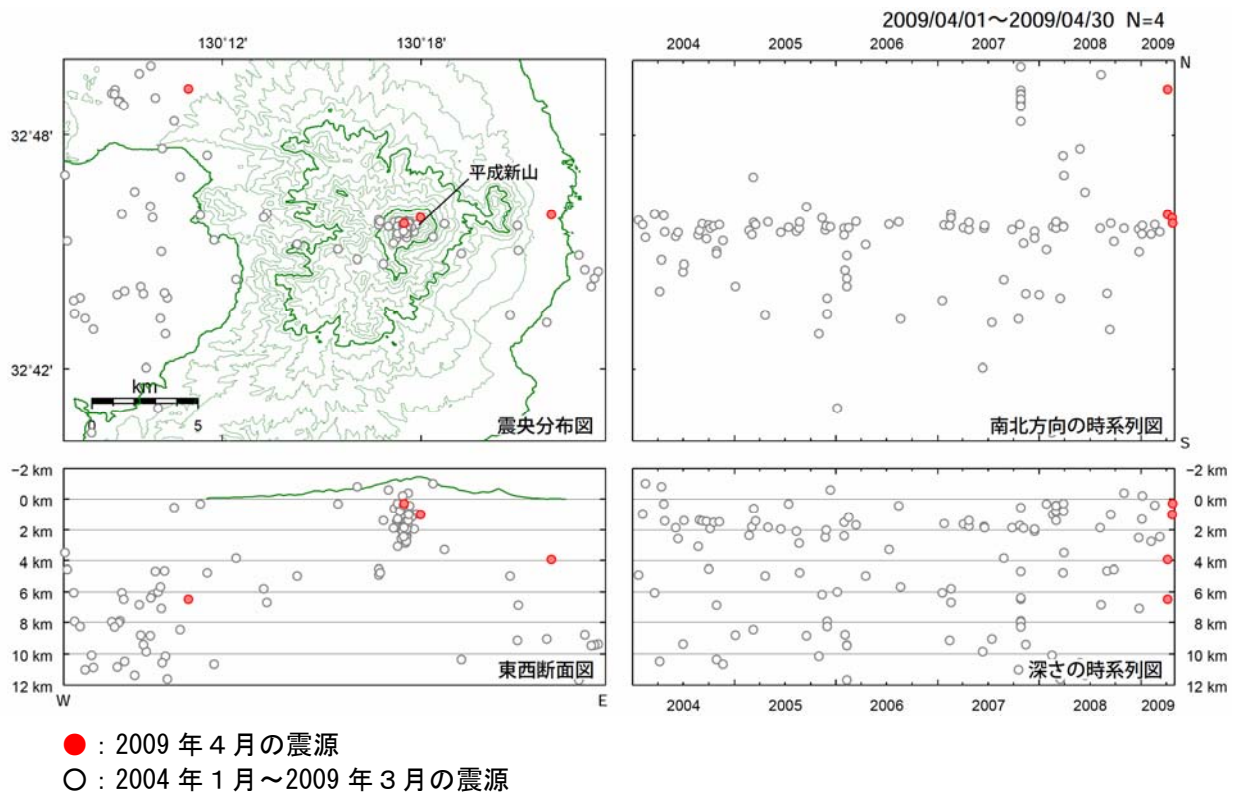 2009/04/01～2009/04/30 N=4
130°12' 130°18'
2004 2005 2006 2007 2008 2009
N
32°48'
平成新山
32°42'
km
0 5
震央分布図
南北方向の時系列図
S
-2 km
0 km
2 km
4 km
6 km
8 km
10 km
12 km
東西断面図
W E
-2 km
0 km
2 km
4 km
6 km
8 km
10 km
12 km
深さの時系列図
2004 2005 2006 2007 2008 2009
●：2009 年４月の震源
○：2004 年１月～2009 年３月の震源